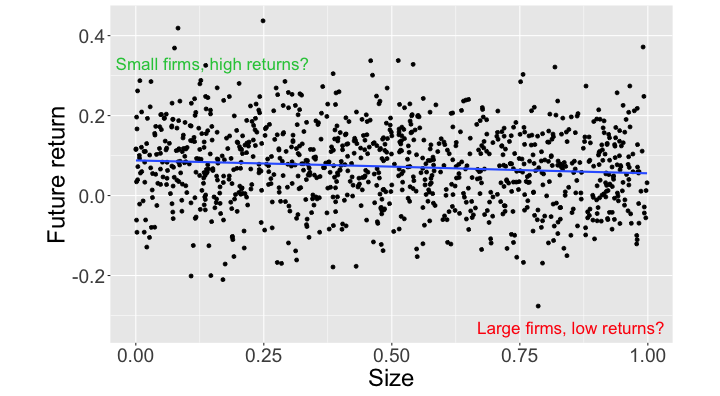 0.4
Small firms, high returns?
0.2
Future return
0.0
-0.2
Large firms, low returns?
0.00 0.25 0.50 0.75 1.00
Size